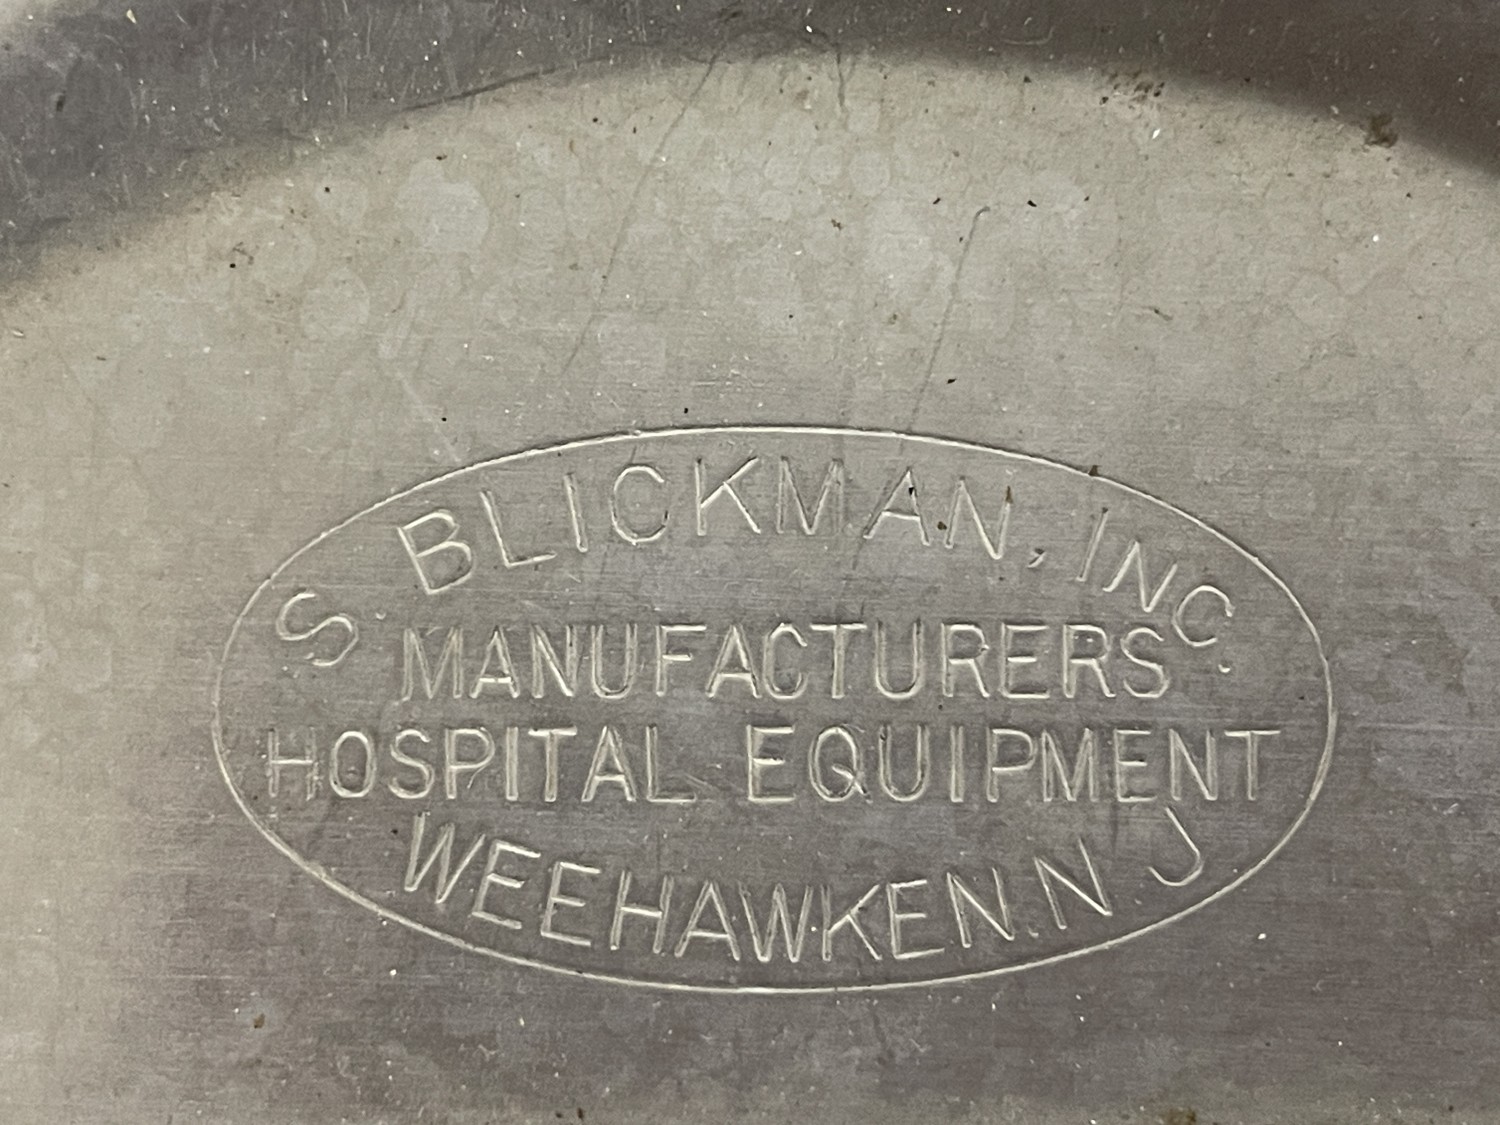 S. BLICKMAN, INC.
MANUFACTURERS
HOSPITAL EQUIPMENT
WEEHAWKEN. N J